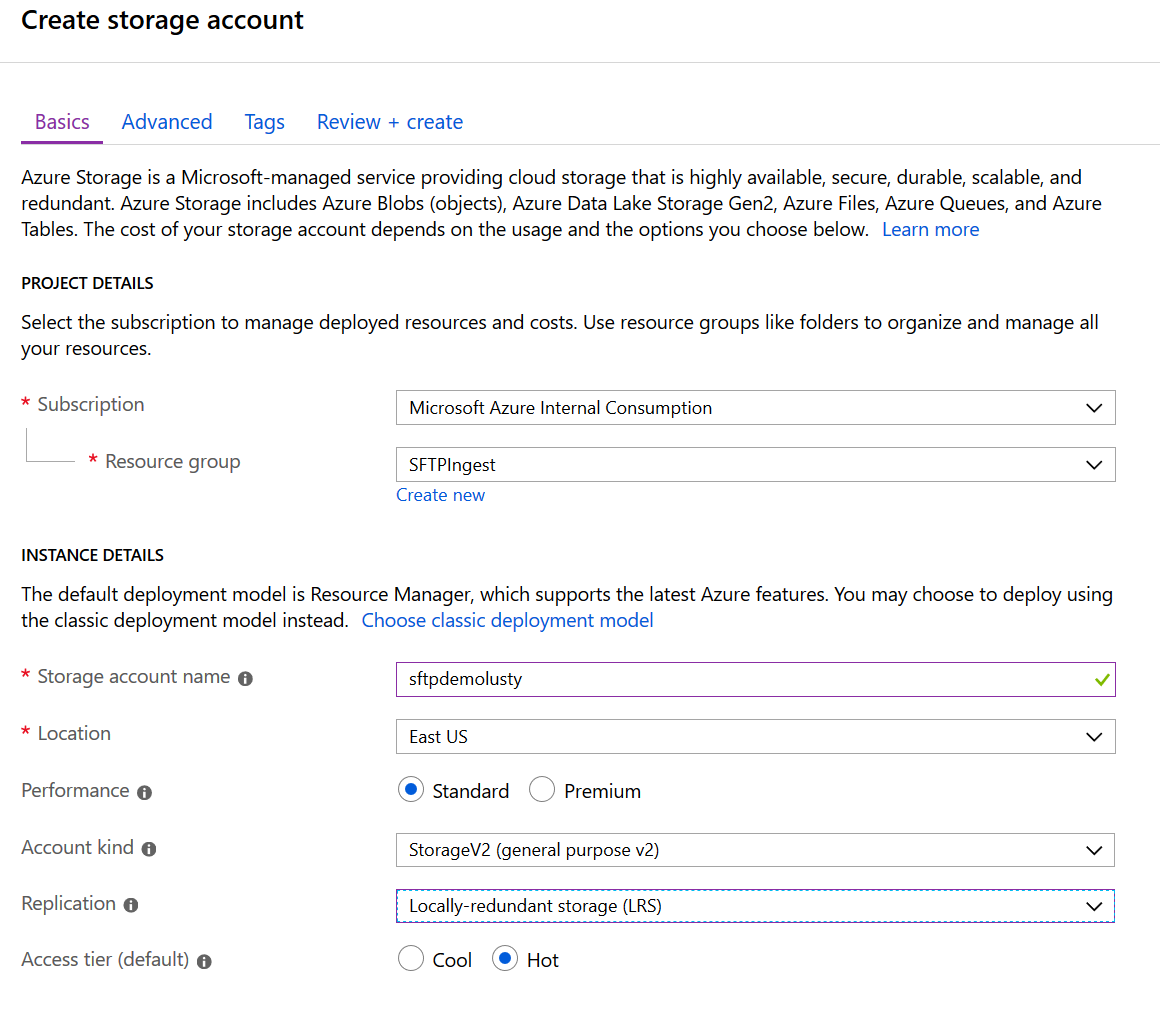 Create storage account
Basics Advanced Tags Review + create
Azure Storage is a Microsoft-managed service providing cloud storage that is highly available, secure, durable, scalable, and
redundant. Azure Storage includes Azure Blobs (objects), Azure Data Lake Storage Gen2, Azure Files, Azure Queues, and Azure
Tables. The cost of your storage account depends on the usage and the options you choose below. Learn more
PROJECT DETAILS
Select the subscription to manage deployed resources and costs. Use resource groups like folders to organize and manage all
your resources.
* Subscription Microsoft Azure Internal Consumption
* Resource group SFTPIngest
Create new
INSTANCE DETAILS
The default deployment model is Resource Manager, which supports the latest Azure features. You may choose to deploy using
the classic deployment model instead. Choose classic deployment model
* Storage account name sftpdemolusty
* Location East US
Performance Standard Premium
Account kind StorageV2 (general purpose v2)
Replication Locally-redundant storage (LRS)
Access tier (default) Cool Hot